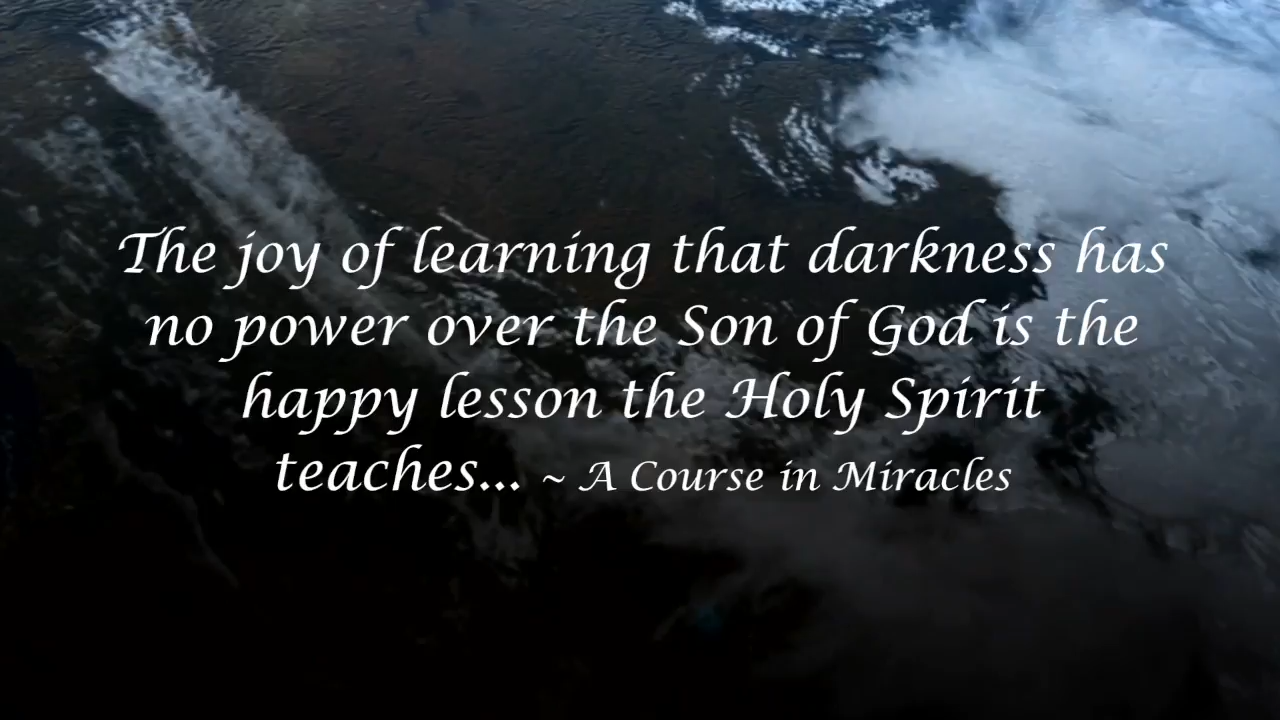 The joy of learning that darkness has
no power over the Son of God is the
happy lesson the Holy Spirit
teaches... ~ A Course in Miracles